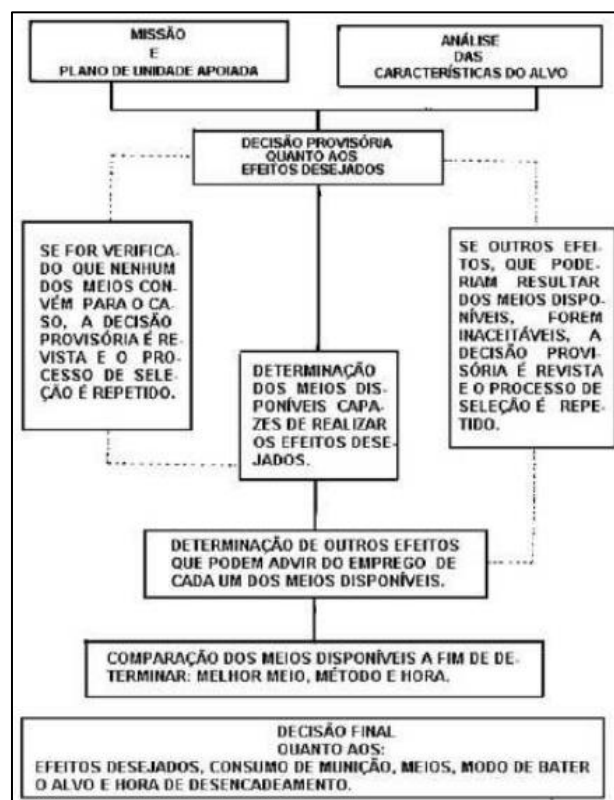 MISSÃO
E
PLANO DE UNIDADE APOIADA
ANÁLISE
DAS
CARACTERÍSTICAS DO ALVO
DECISÃO PROVISÓRIA
QUANTO AOS
EFEITOS DESEJADOS
SE FOR VERIFICA
DO QUE NENHUM
DOS MEIOS CON
VÉM PARA O CA-
SO, A DECISÃO
PROVISÓRIA É RE
VISTA E O PRO-
CESSO DE SELE-
ÇÃO É REPETIDO.
SE OUTROS EFEI-
TOS, QUE PODE-
RIAM RESULTAR
DOS MEIOS DISPO
NÍVEIS, FOREM
INACEITÁVEIS, A
DECISÃO PROVI-
SÓRIA É REVISTA
E O PROCESSO DE
SELEÇÃO É REPE-
TIDO.
DETERMINAÇÃO
DOS MEIOS DIS-
PONÍVEIS CAPA-
ZES DE REALIZAR
OS EFEITOS DESE-
JADOS.
DETERMINAÇÃO DE OUTROS EFEITOS
QUE PODEM ADVIR DO EMPREGO DE
CADA UM DOS MEIOS DISPONÍVEIS.
COMPARAÇÃO DOS MEIOS DISPONÍVEIS A FIM DE DE-
TERMINAR: MELHOR MEIO, MÉTODO E HORA.
DECISÃO FINAL
QUANTO AOS:
EFEITOS DESEJADOS, CONSUMO DE MUNIÇÃO, MEIOS, MODO DE BATER
O ALVO E HORA DE DESENCADEAMENTO.